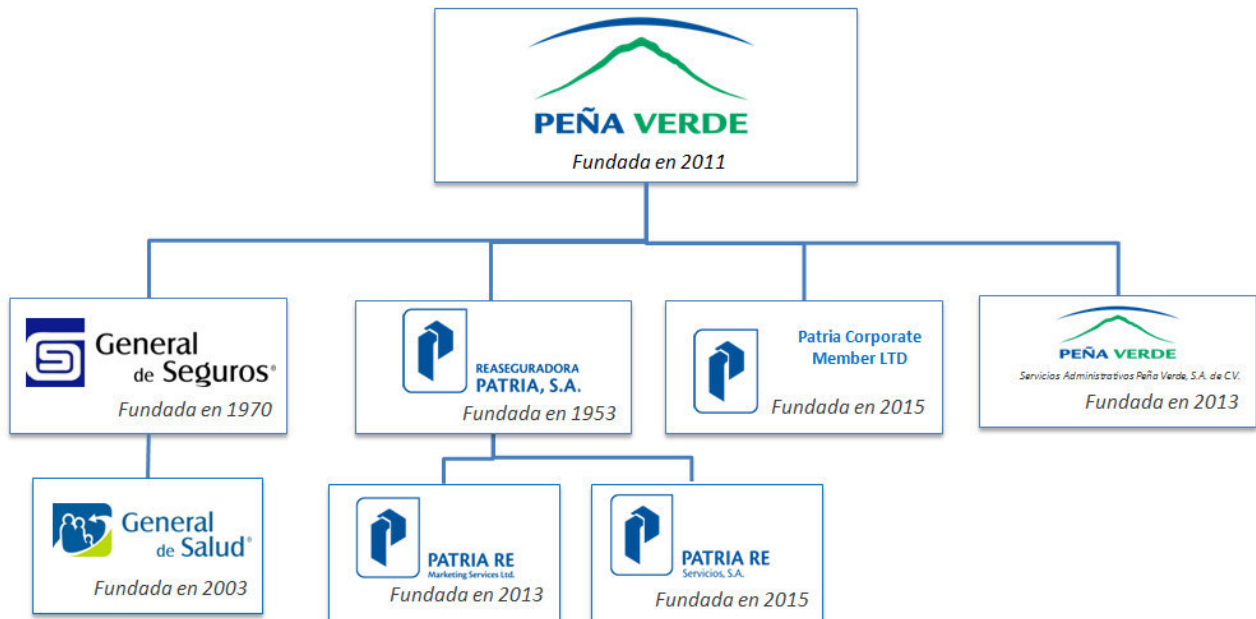 PEÑA VERDE
Fundada en 2011
General
de Seguros®
Fundada en 1970
REASEGURADORA
PATRIA, S.A.
Fundada en 1953
Patria Corporate
Member LTD
Fundada en 2015
PEÑA VERDE
Servicios Administrativos Peña Verde, S.A. de C.V.
Fundada en 2013
General
de Salud®
Fundada en 2003
PATRIA RE
Marketing Services Ltd.
Fundada en 2013
PATRIA RE
Servicios, S.A.
Fundada en 2015